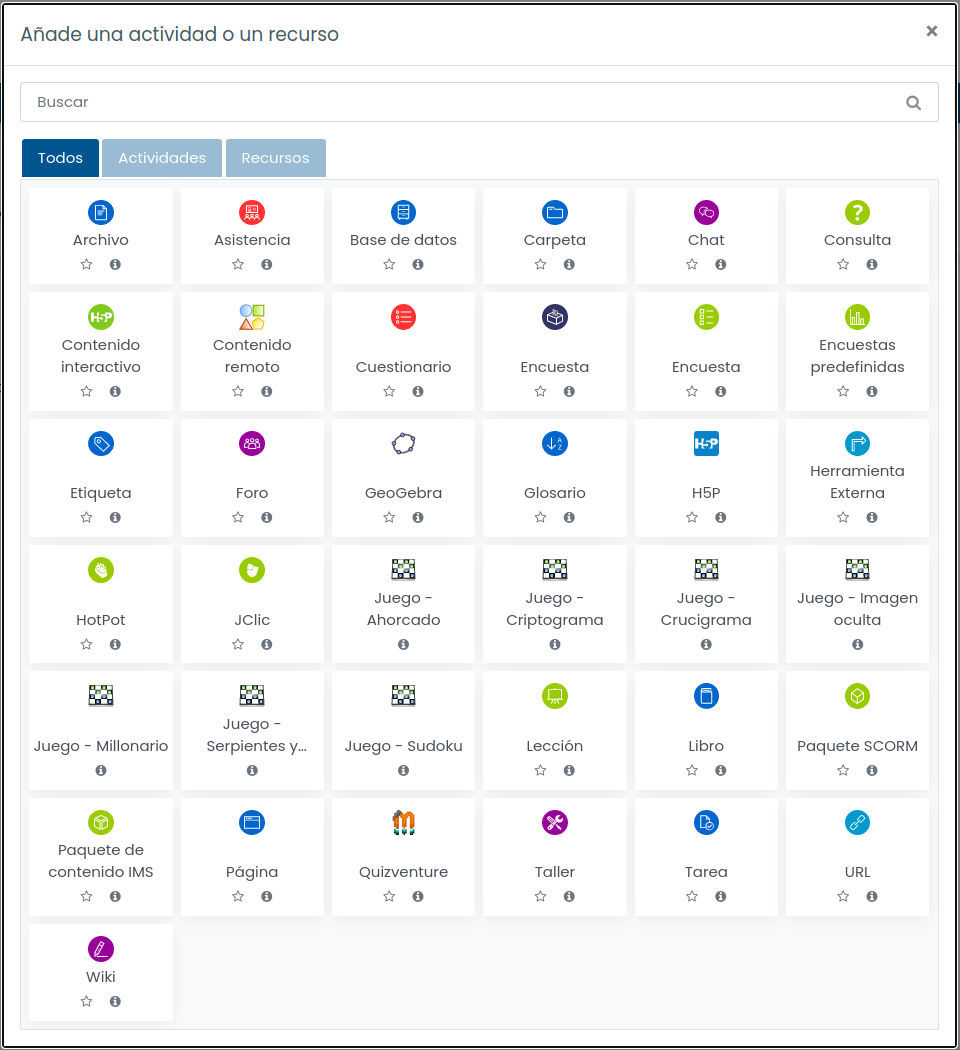 Añade una actividad o un recurso
×
Buscar
Todos Actividades Recursos
Archivo Asistencia Base de datos Carpeta Chat Consulta
Contenido interactivo Contenido remoto Cuestionario Encuesta Encuesta Encuestas predefinidas
Etiqueta Foro GeoGebra Glosario H5P Herramienta Externa
HotPot JClic Juego - Ahorcado Juego - Criptograma Juego - Crucigrama Juego - Imagen oculta
Juego - Millonario Juego - Serpientes y... Juego - Sudoku Lección Libro Paquete SCORM
Paquete de contenido IMS Página Quizventure Taller Tarea URL
Wiki